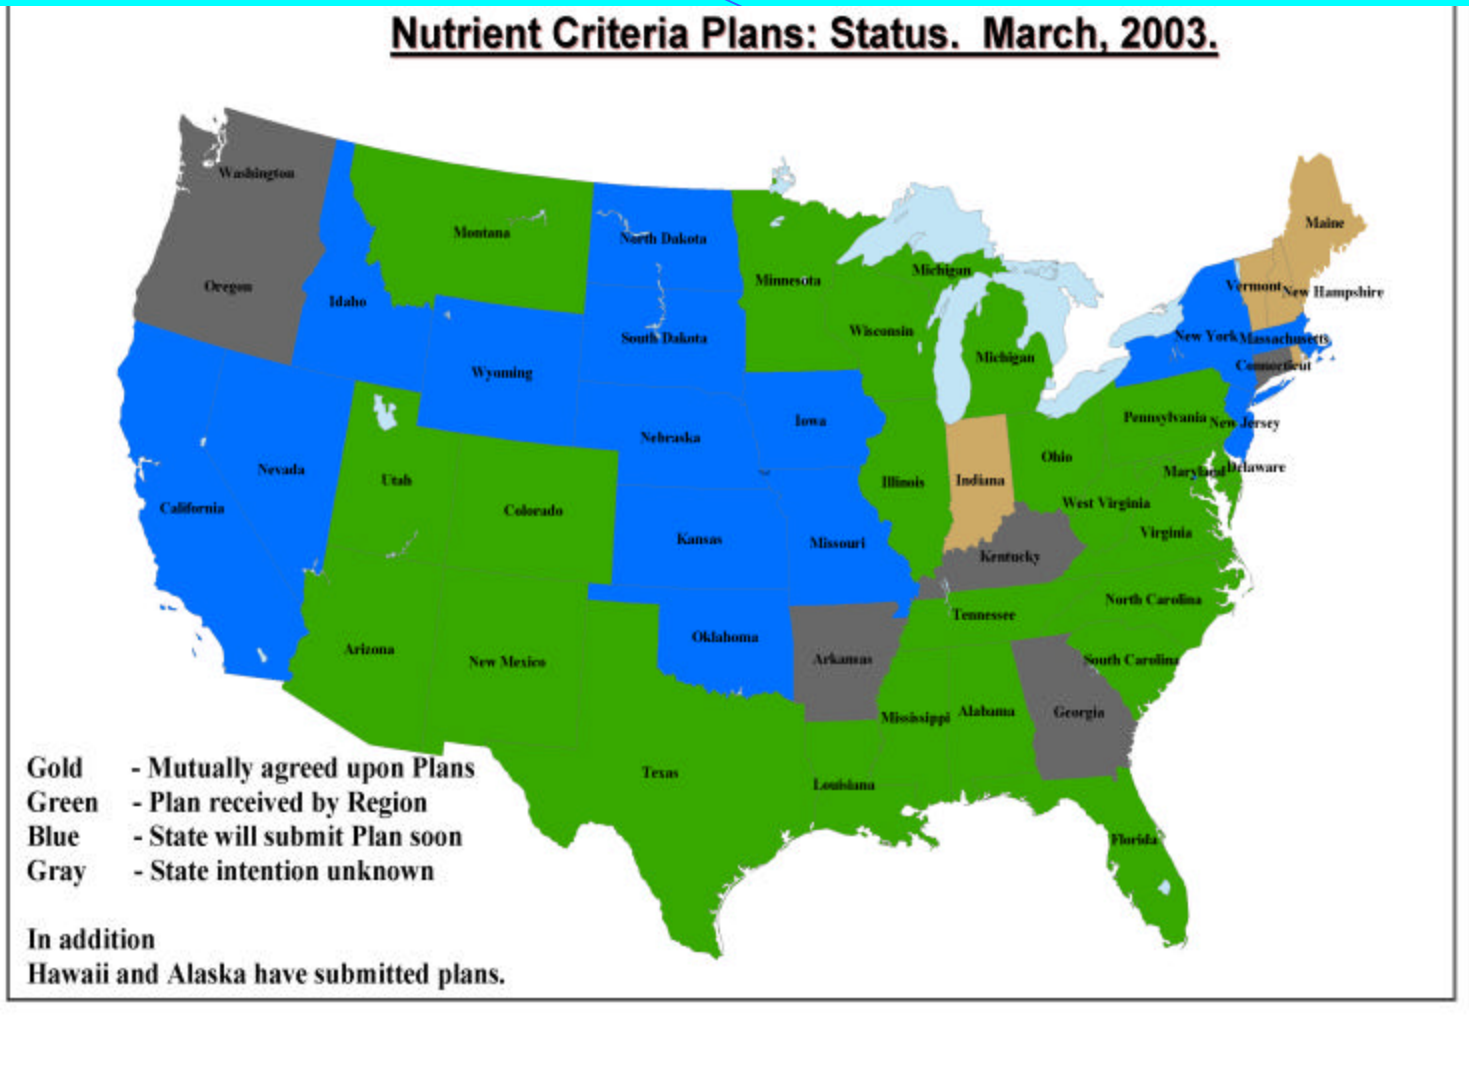 Nutrient Criteria Plans: Status. March, 2003.
Washington
Maine
Montana
North Dakota
Michigan
Minnesota
Oregon
Vermont
New Hampshire
Idaho
Wisconsin
South Dakota
New York
Massachusetts
Michigan
Connecticut
Wyoming
Iowa
Pennsylvania
New Jersey
Nebraska
Ohio
Nevada
Maryland
Delaware
Utah
Illinois
Indiana
West Virginia
California
Colorado
Virginia
Kansas
Missouri
Kentucky
North Carolina
Tennessee
Oklahoma
Arizona
New Mexico
Arkansas
South Carolina
Mississippi
Alabama
Georgia
Texas
Louisiana
Florida
Gold - Mutually agreed upon Plans
Green - Plan received by Region
Blue - State will submit Plan soon
Gray - State intention unknown
In addition
Hawaii and Alaska have submitted plans.